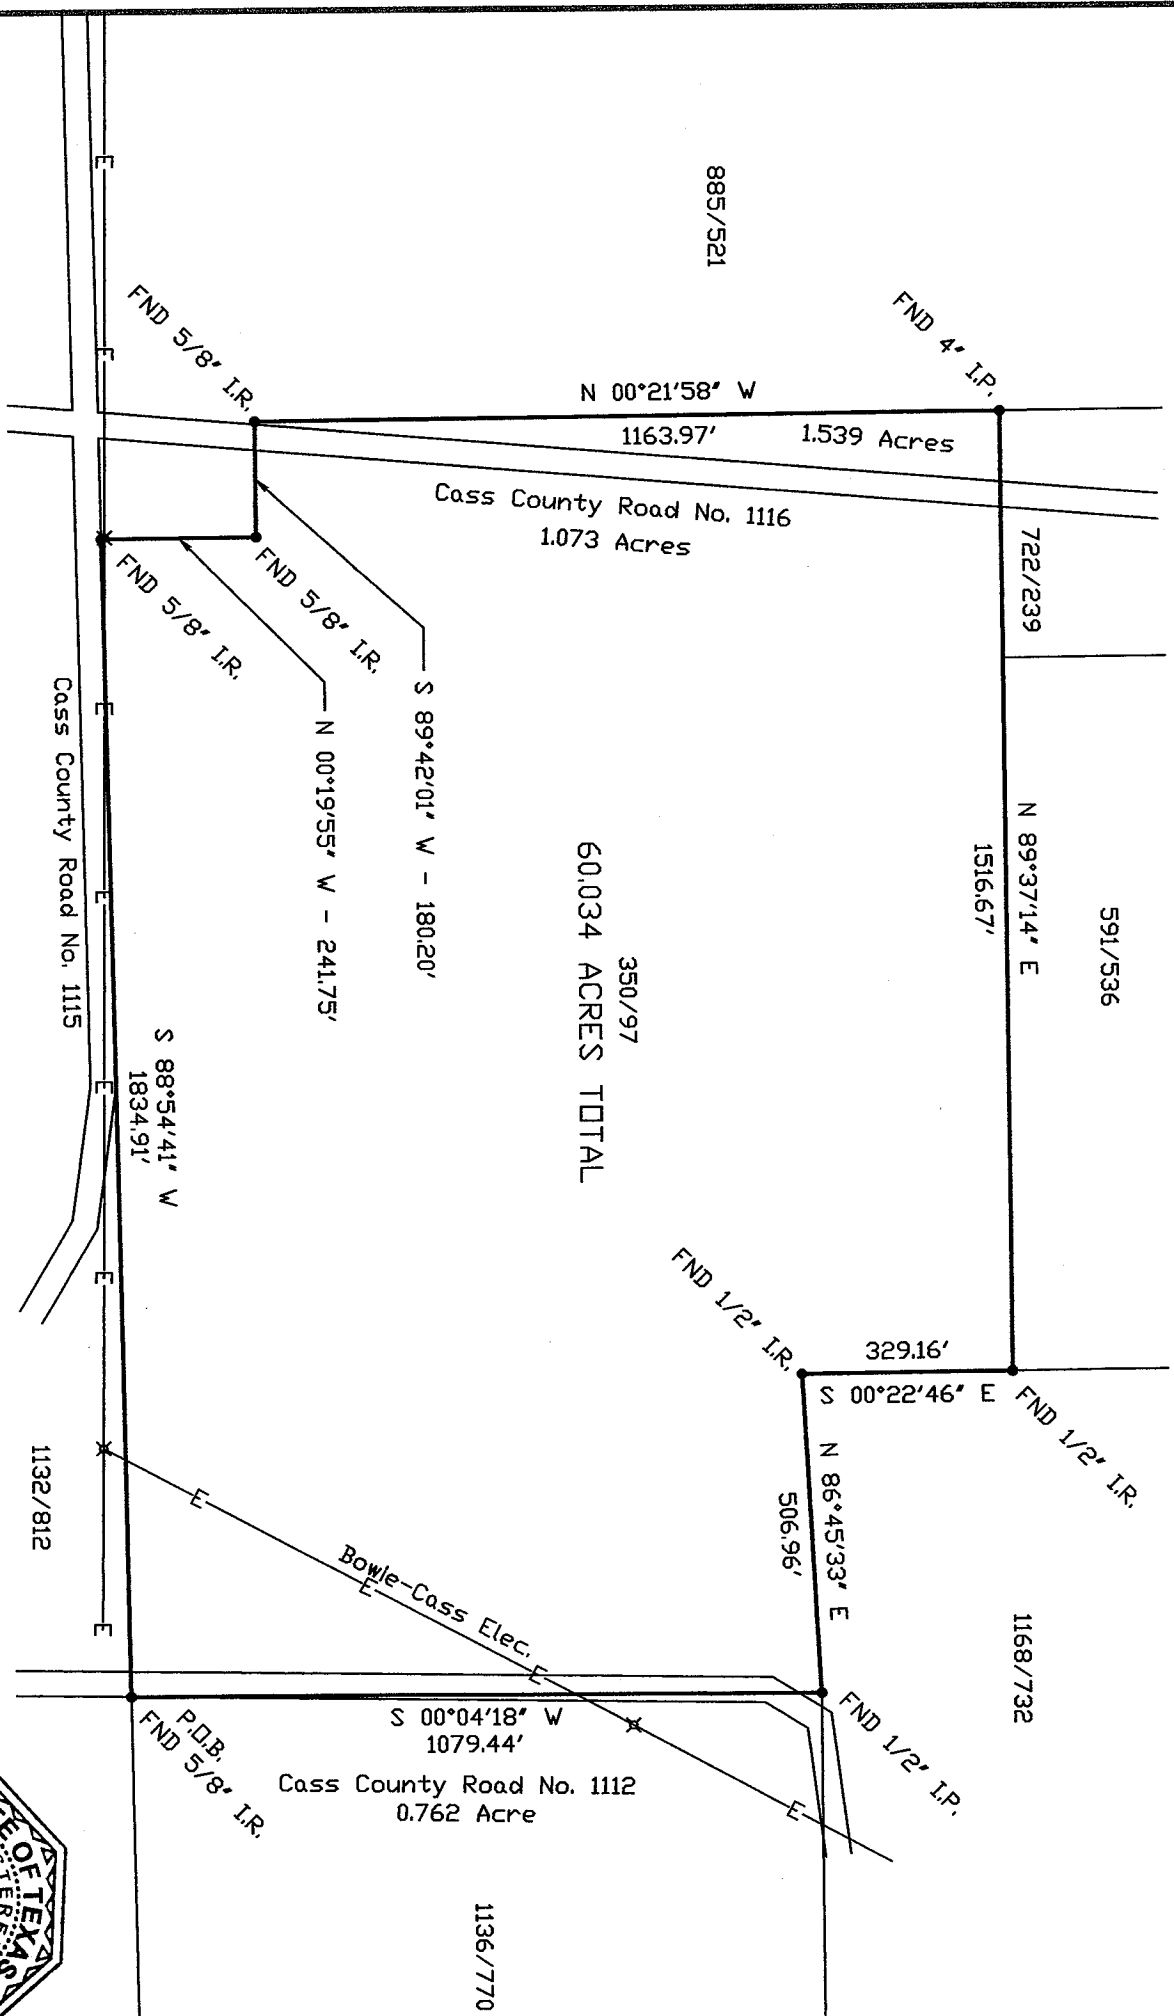 885/521
FND 4" I.P.
FND 5/8" I.R.
N 00°21'58" W
1163.97'
1.539 Acres
Cass County Road No. 1116
1.073 Acres
722/239
FND 5/8" I.R.
FND 5/8" I.R.
S 89°42'01" W - 180.20'
N 00°19'55" W - 241.75'
Cass County Road No. 1115
N 89°37'14" E
1516.67'
591/536
350/97
60.034 ACRES TOTAL
S 88°54'41" W
1834.91'
FND 1/2" I.R.
329.16'
S 00°22'46" E
FND 1/2" I.R.
N 86°45'33" E
506.96'
1132/812
1168/732
Bowie-Cass Elec.
E
E
E
E
E
E
E
E
E
E
E
E
FND 1/2" I.P.
S 00°04'18" W
1079.44'
P.O.B.
FND 5/8" I.R.
Cass County Road No. 1112
0.762 Acre
1136/770
E OF TEXAS